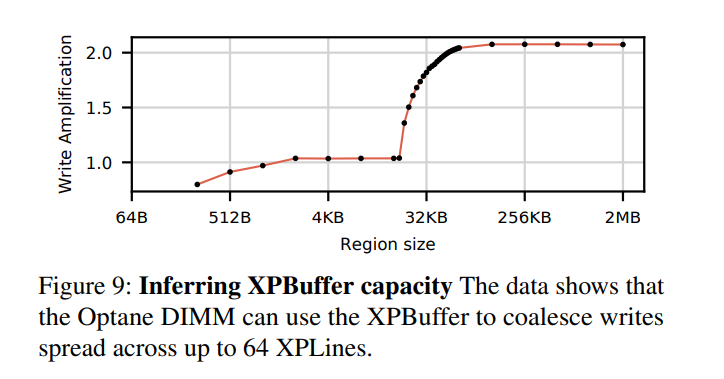 Write Amplification
2.0
1.5
1.0
64B 512B 4KB 32KB 256KB 2MB
Region size
Figure 9: Inferring XPBuffer capacity The data shows that
the Optane DIMM can use the XPBuffer to coalesce writes
spread across up to 64 XPLines.